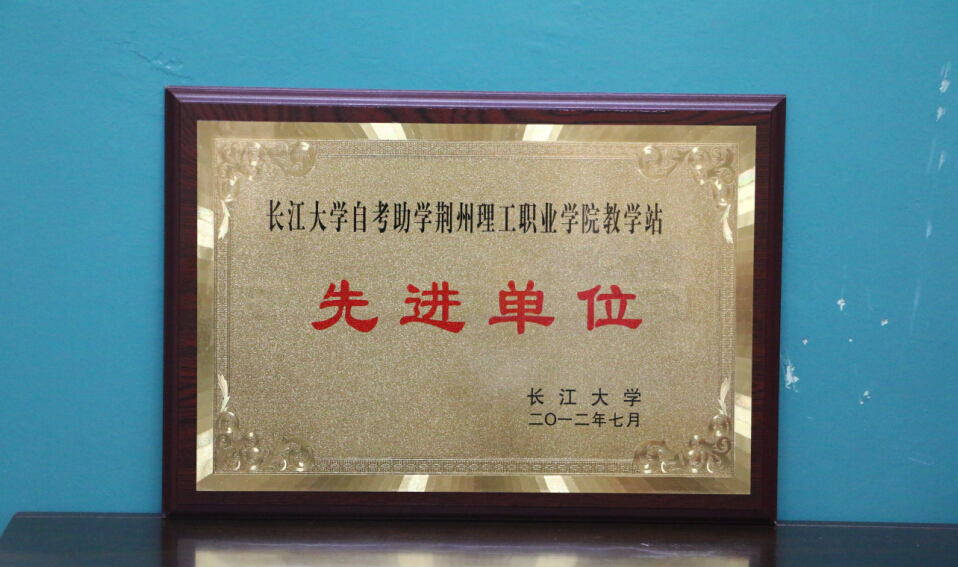 长江大学自考助学荆州理工职业学院教学站
先进单位
长江大学
二〇一二年七月